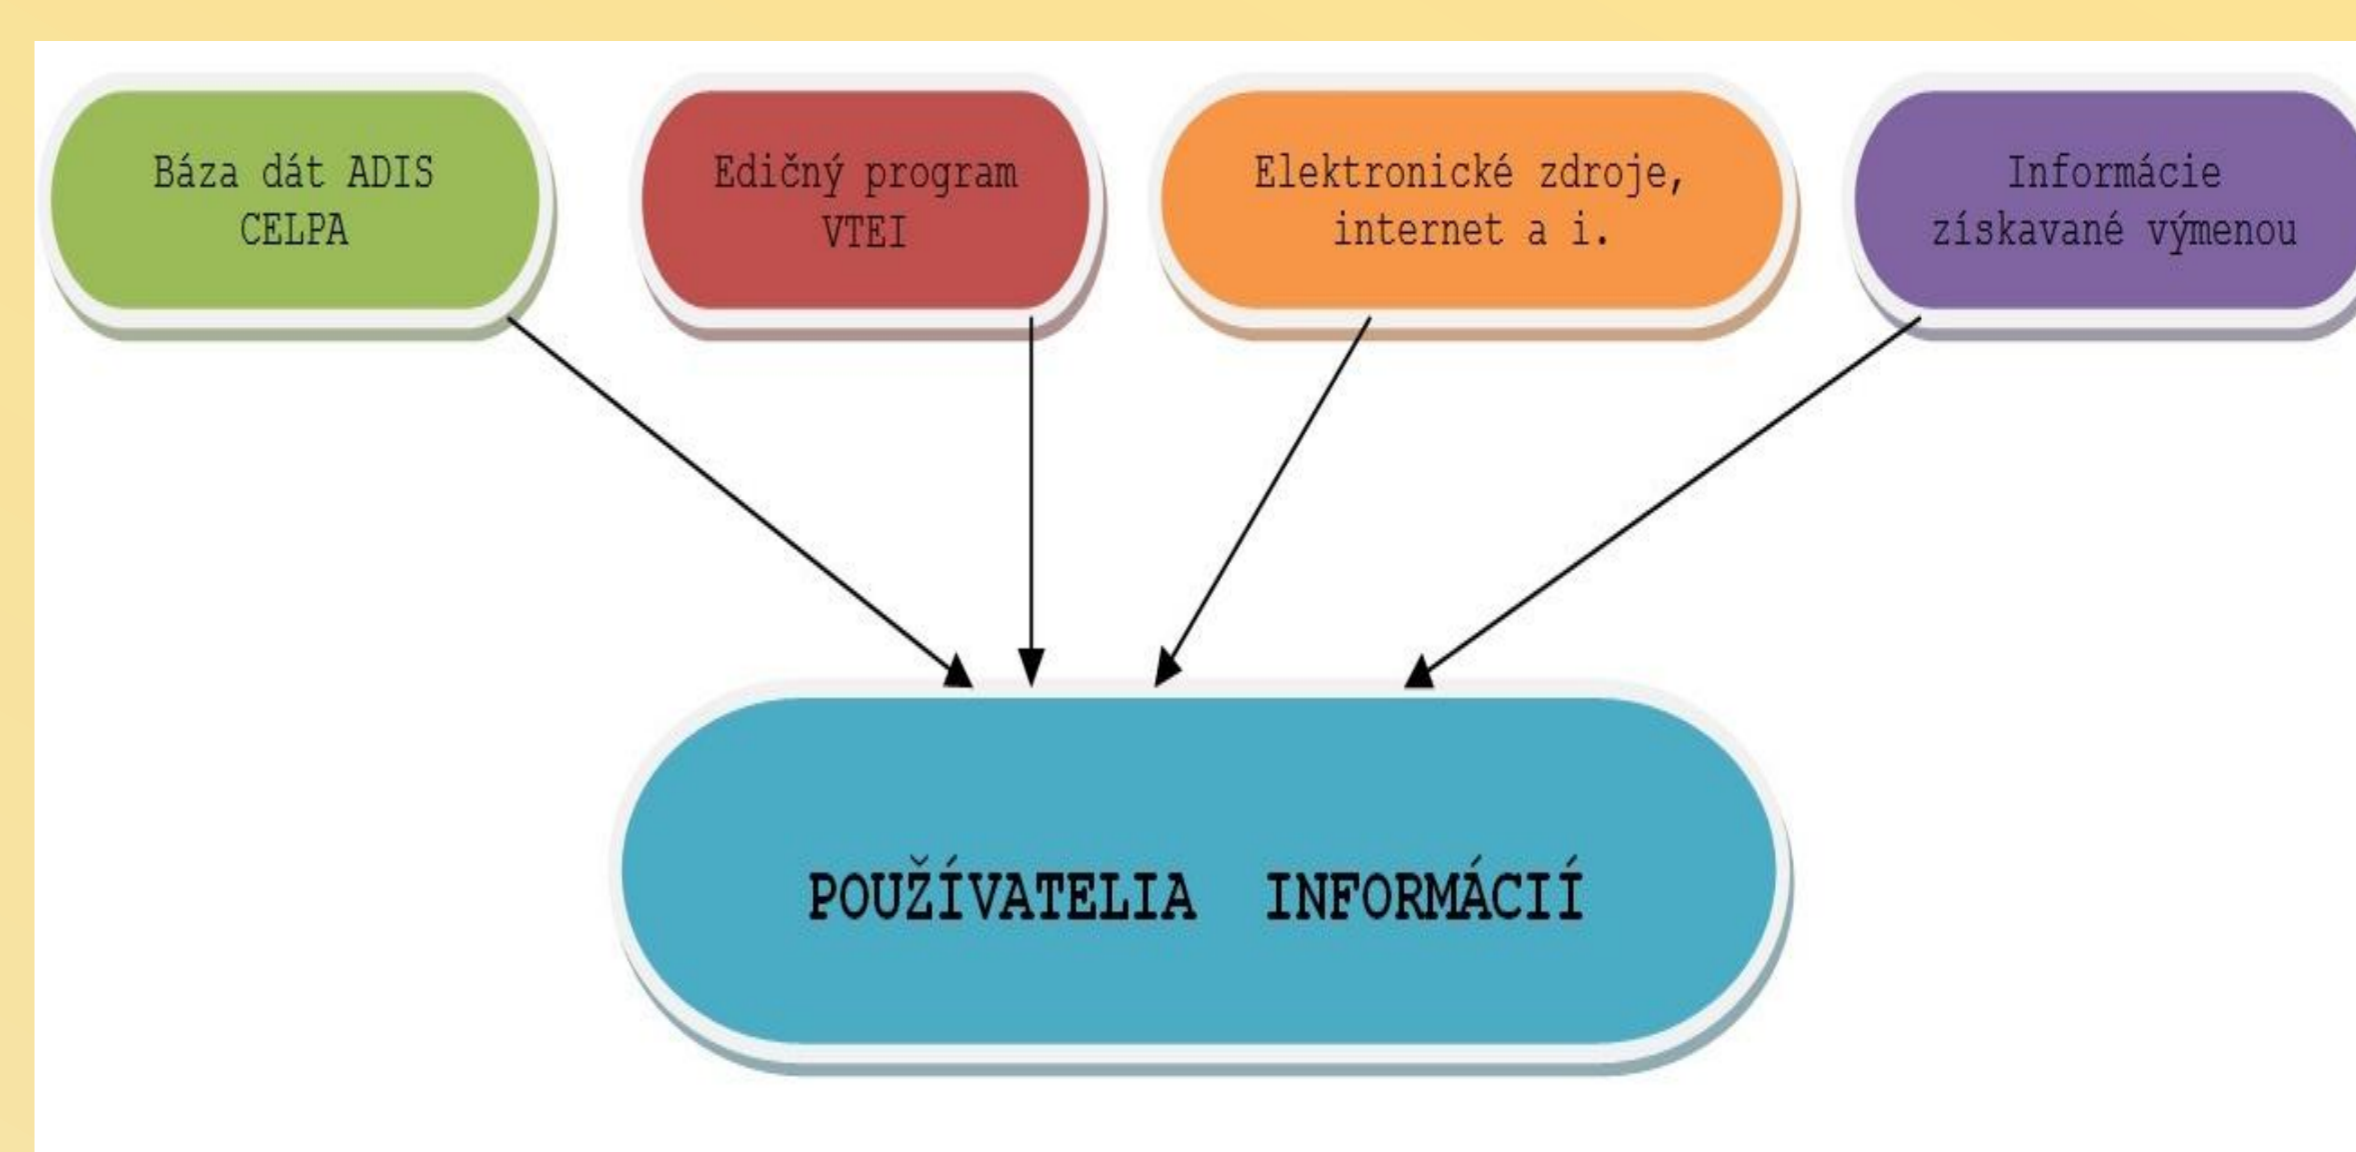 Báza dát ADIS
CELPA
Edičný program
VTEI
Elektronické zdroje,
internet a i.
Informácie
získavané výmenou
POUŽÍVATELIA INFORMÁCIÍ